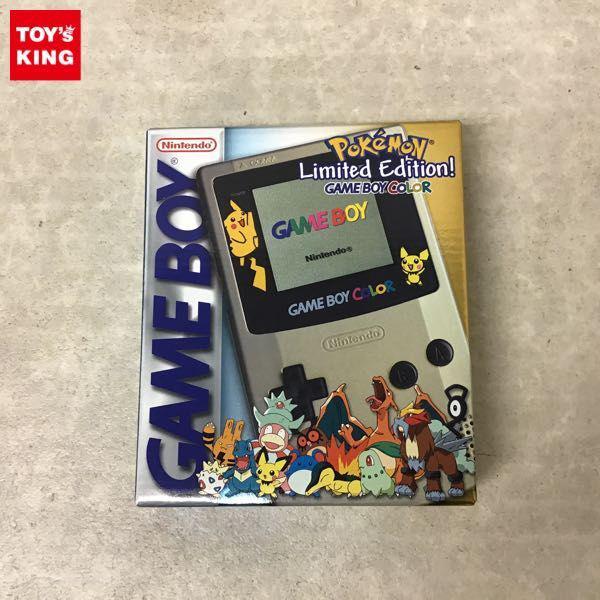 TOY's
KING
Nintendo
®
GAME BOY
POKéMON®
Limited Edition!
GAME BOY COLOR
GAME BOY
Nintendo®
GAME BOY COLOR
Nintendo
B
A